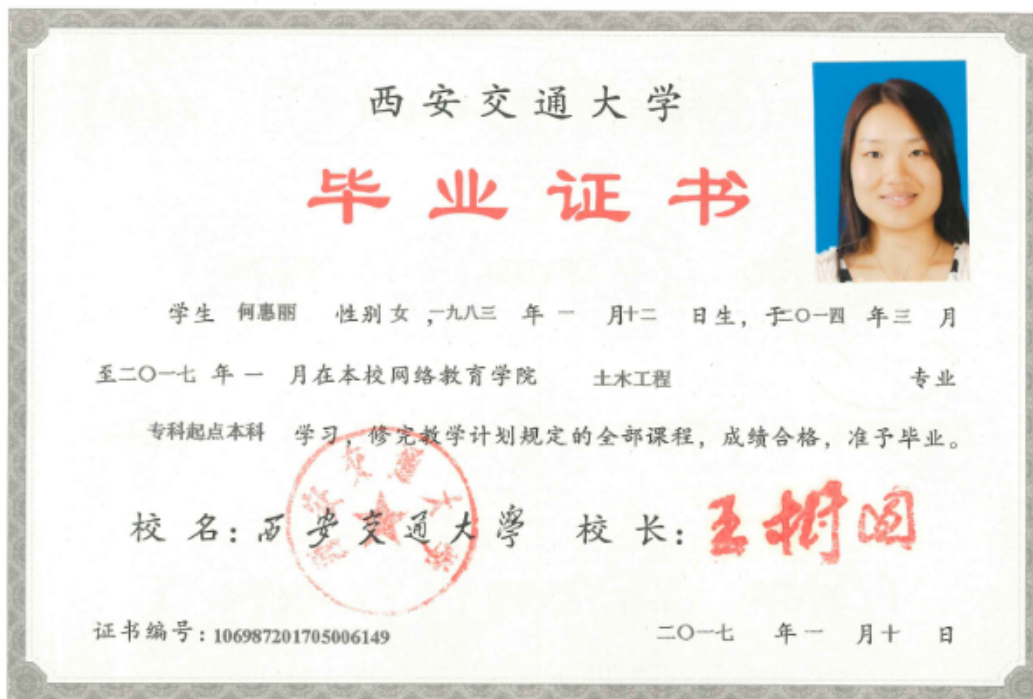 西安交通大学
毕业证书
学生 何惠丽 性别 女 ,一九八三 年 一 月十二 日生, 于二〇一四 年 三 月
至二〇一七 年 一 月在本校网络教育学院 土木工程 专业
专科起点本科 学习, 修完教学计划规定的全部课程, 成绩合格, 准予毕业。
校 名: 西安交通大學 校 长: 王树国
西安交通大学
证书编号: 106987201705006149 二〇一七 年 一 月 十 日